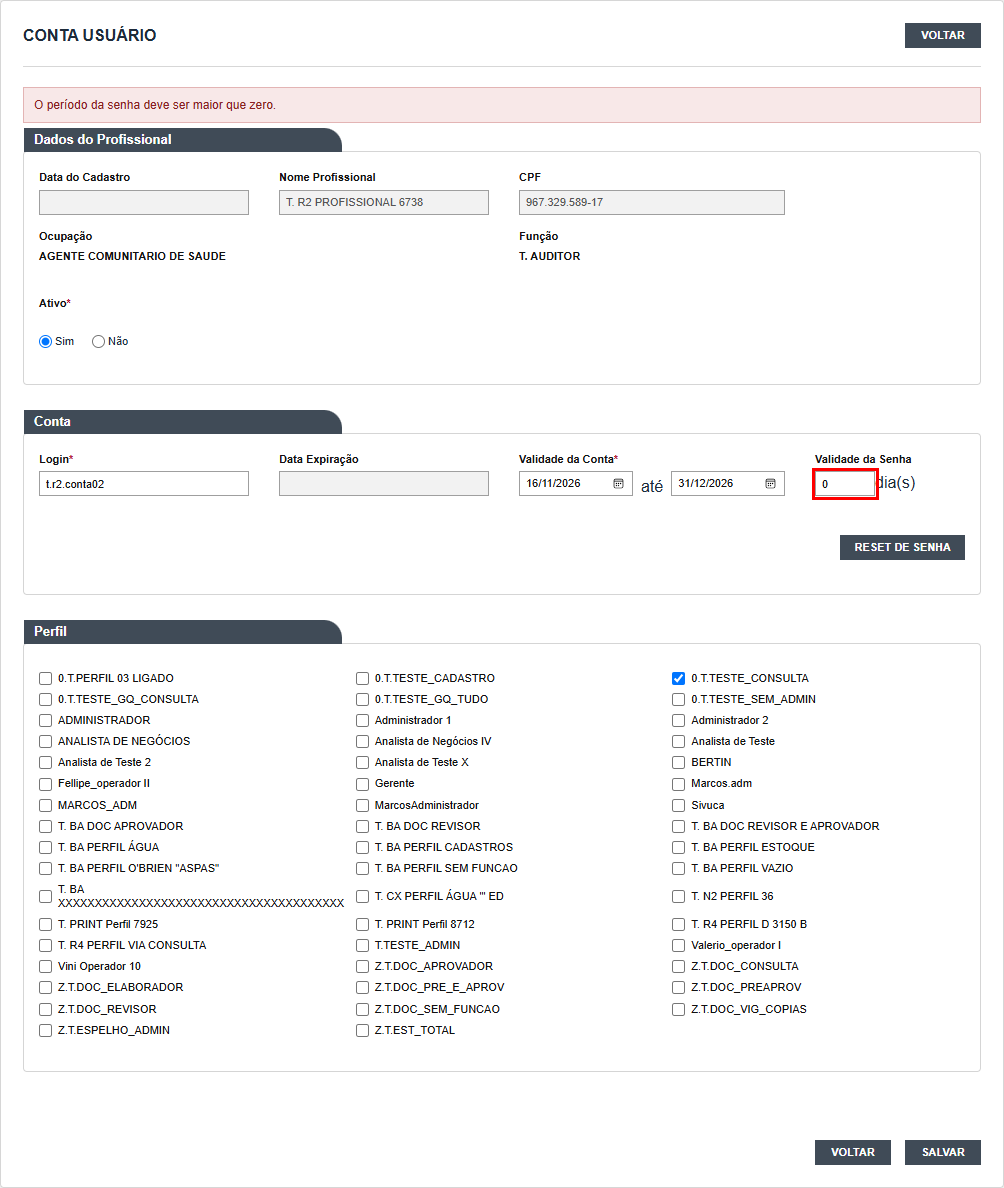 CONTA USUÁRIO
VOLTAR
O período da senha deve ser maior que zero.
Dados do Profissional
Data do Cadastro Nome Profissional CPF
T. R2 PROFISSIONAL 6738 967.329.589-17
Ocupação Função
AGENTE COMUNITARIO DE SAUDE T. AUDITOR
Ativo*
Sim Não
Conta
Login* Data Expiração Validade da Conta* Validade da Senha
t.r2.conta02 16/11/2026 até 31/12/2026 0 dia(s)
RESET DE SENHA
Perfil
0.T.PERFIL 03 LIGADO 0.T.TESTE_CADASTRO 0.T.TESTE_CONSULTA
0.T.TESTE_GQ_CONSULTA 0.T.TESTE_GQ_TUDO 0.T.TESTE_SEM_ADMIN
ADMINISTRADOR Administrador 1 Administrador 2
ANALISTA DE NEGÓCIOS Analista de Negócios IV Analista de Teste
Analista de Teste 2 Analista de Teste X BERTIN
Fellipe_operador II Gerente Marcos.adm
MARCOS_ADM MarcosAdministrador Sivuca
T. BA DOC APROVADOR T. BA DOC REVISOR T. BA DOC REVISOR E APROVADOR
T. BA PERFIL ÁGUA T. BA PERFIL CADASTROS T. BA PERFIL ESTOQUE
T. BA PERFIL O'BRIEN "ASPAS" T. BA PERFIL SEM FUNCAO T. BA PERFIL VAZIO
T. BA
XXXXXXXXXXXXXXXXXXXXXXXXXXXXXXXXXXXXXXX T. CX PERFIL ÁGUA '" ED T. N2 PERFIL 36
T. PRINT Perfil 7925 T. PRINT Perfil 8712 T. R4 PERFIL D 3150 B
T. R4 PERFIL VIA CONSULTA T.TESTE_ADMIN Valerio_operador I
Vini Operador 10 Z.T.DOC_APROVADOR Z.T.DOC_CONSULTA
Z.T.DOC_ELABORADOR Z.T.DOC_PRE_E_APROV Z.T.DOC_PREAPROV
Z.T.DOC_REVISOR Z.T.DOC_SEM_FUNCAO Z.T.DOC_VIG_COPIAS
Z.T.ESPELHO_ADMIN Z.T.EST_TOTAL
VOLTAR SALVAR